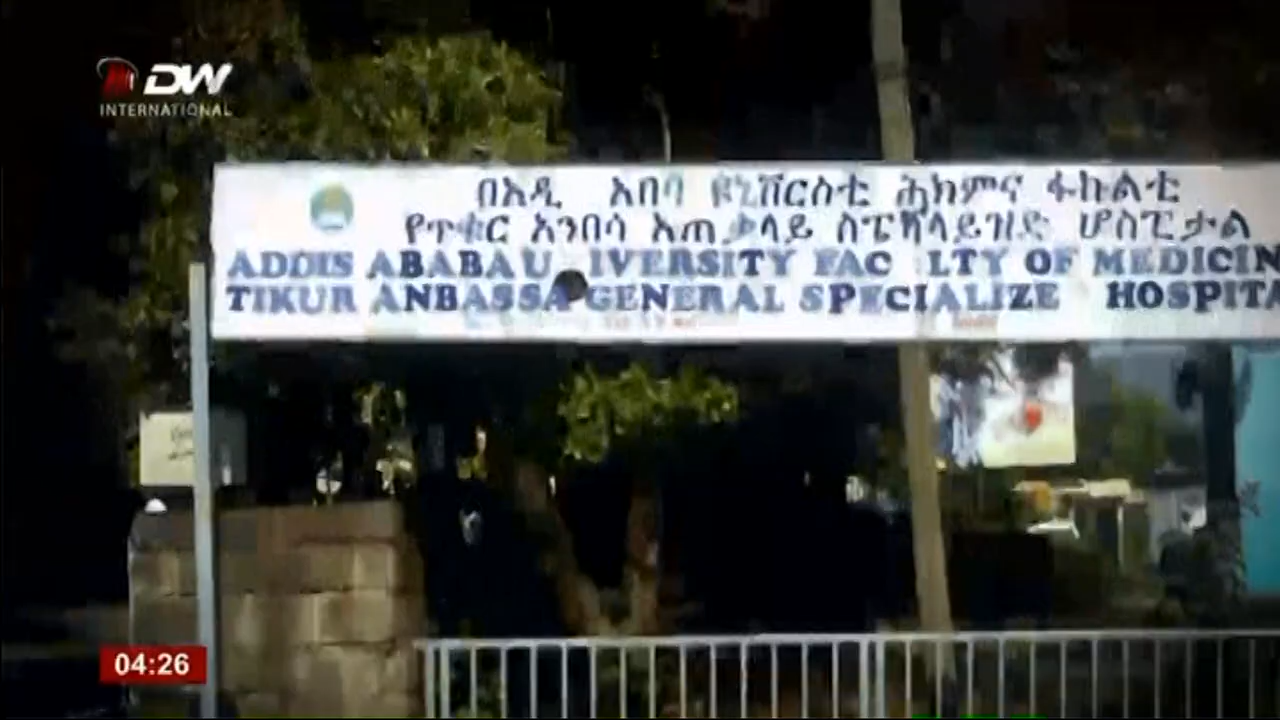 DW
INTERNATIONAL
በአዲስ አበባ ዩኒቨርስቲ ሕክምና ፋኩልቲ
የጥቁር አንበሳ አጠቃላይ ስፔሻላይዝድ ሆስፒታል
ADDIS ABABA U IVERSITY FAC LTY OF MEDICIN
TIKUR ANBASSA GENERAL SPECIALIZE HOSPITA
04:26